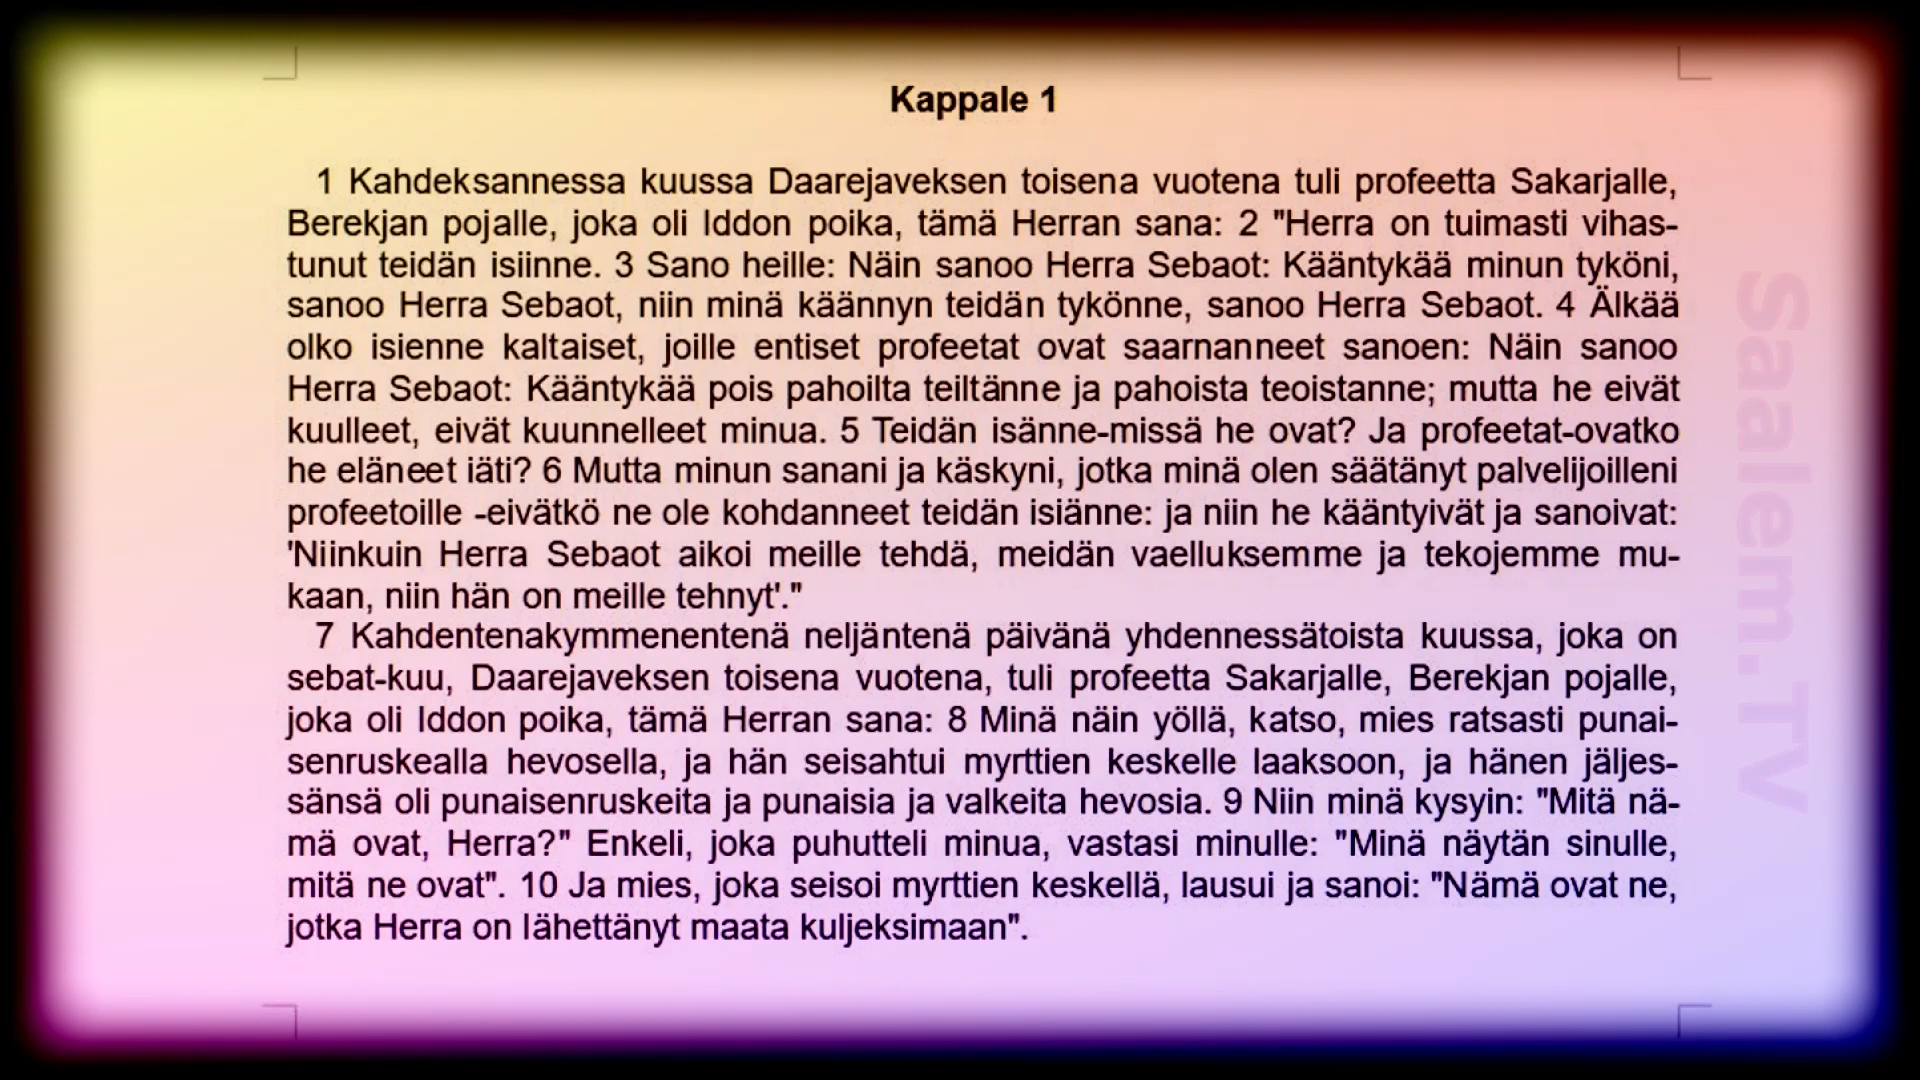 Kappale 1
1 Kahdeksannessa kuussa Daarejaveksen toisena vuotena tuli profeetta Sakarjalle,
Berekjan pojalle, joka oli Iddon poika, tämä Herran sana: 2 "Herra on tuimasti vihas-
tunut teidän isiinne. 3 Sano heille: Näin sanoo Herra Sebaot: Kääntykää minun tyköni,
sanoo Herra Sebaot, niin minä käännyn teidän tykönne, sanoo Herra Sebaot. 4 Älkää
olko isienne kaltaiset, joille entiset profeetat ovat saarnanneet sanoen: Näin sanoo
Herra Sebaot: Kääntykää pois pahoilta teiltänne ja pahoista teoistanne; mutta he eivät
kuulleet, eivät kuunnelleet minua. 5 Teidän isänne-missä he ovat? Ja profeetat-ovatko
he eläneet iäti? 6 Mutta minun sanani ja käskyni, jotka minä olen säätänyt palvelijoilleni
profeetoille -eivätkö ne ole kohdanneet teidän isiänne: ja niin he kääntyivät ja sanoivat:
'Niinkuin Herra Sebaot aikoi meille tehdä, meidän vaelluksemme ja tekojemme mu-
kaan, niin hän on meille tehnyt'."
7 Kahdentenakymmenentenä neljäntenä päivänä yhdennessätoista kuussa, joka on
sebat-kuu, Daarejaveksen toisena vuotena, tuli profeetta Sakarjalle, Berekjan pojalle,
joka oli Iddon poika, tämä Herran sana: 8 Minä näin yöllä, katso, mies ratsasti punai-
senruskealla hevosella, ja hän seisahtui myrttien keskelle laaksoon, ja hänen jäljes-
sänsä oli punaisenruskeita ja punaisia ja valkeita hevosia. 9 Niin minä kysyin: "Mitä nä-
mä ovat, Herra?" Enkeli, joka puhutteli minua, vastasi minulle: "Minä näytän sinulle,
mitä ne ovat". 10 Ja mies, joka seisoi myrttien keskellä, lausui ja sanoi: "Nämä ovat ne,
jotka Herra on lähettänyt maata kuljeksimaan".
Saalem.TV